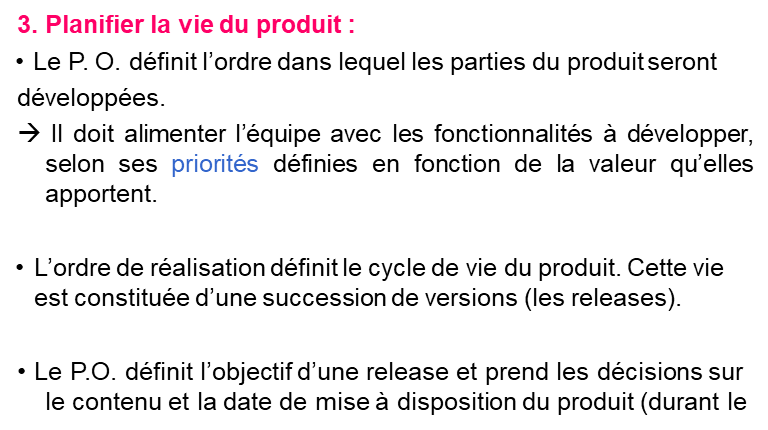 3. Planifier la vie du produit :
• Le P. O. définit l’ordre dans lequel les parties du produit seront
développées.
→ Il doit alimenter l’équipe avec les fonctionnalités à développer,
selon ses priorités définies en fonction de la valeur qu’elles
apportent.
• L’ordre de réalisation définit le cycle de vie du produit. Cette vie
est constituée d’une succession de versions (les releases).
• Le P.O. définit l’objectif d’une release et prend les décisions sur
le contenu et la date de mise à disposition du produit (durant le